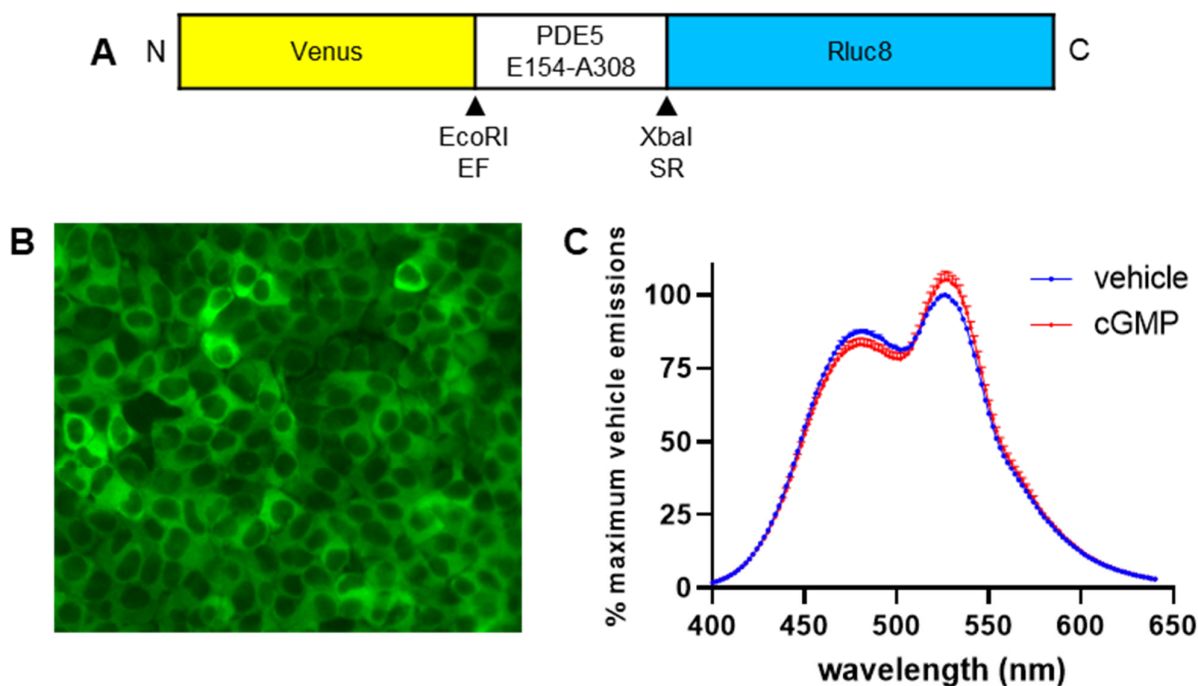 A
N
Venus
PDE5
E154-A308
Rluc8
C
EcoRI
EF
XbaI
SR
B
C
% maximum vehicle emissions
100
75
50
25
0
vehicle
cGMP
400 450 500 550 600 650
wavelength (nm)